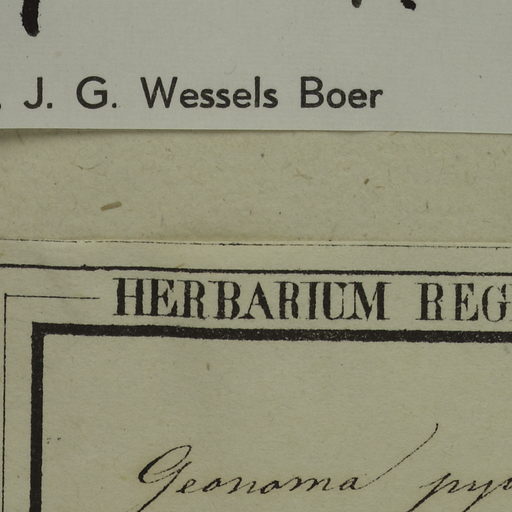 . J. G. Wessels Boer
HERBARIUM REG
Geonoma